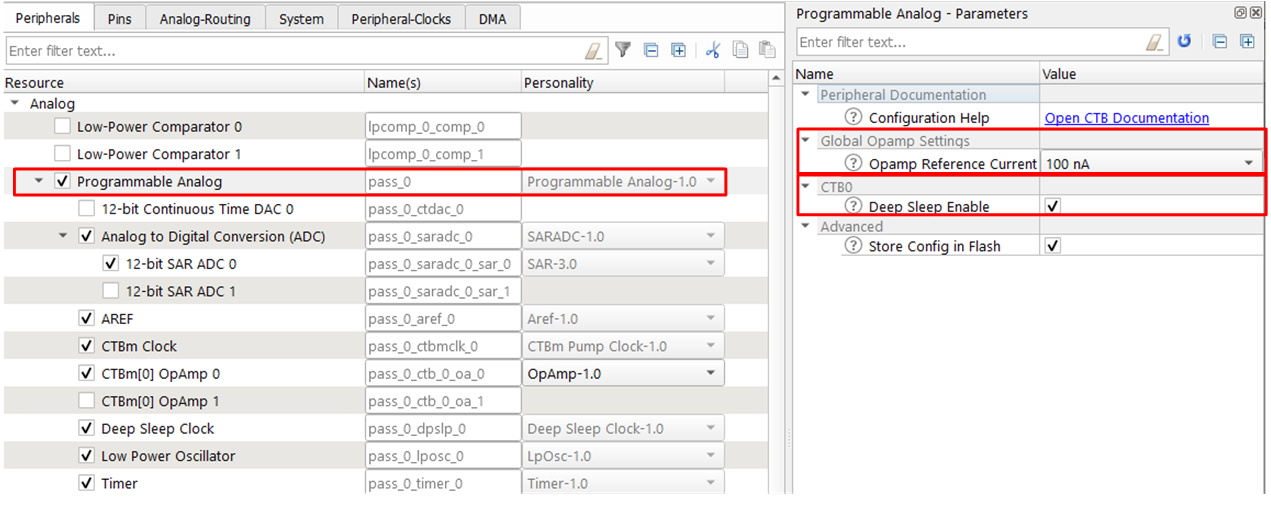 Peripherals Pins Analog-Routing System Peripheral-Clocks DMA
Enter filter text...
Resource Name(s) Personality
Analog
Low-Power Comparator 0 lpcomp_0_comp_0
Low-Power Comparator 1 lpcomp_0_comp_1
Programmable Analog pass_0 Programmable Analog-1.0
12-bit Continuous Time DAC 0 pass_0_ctdac_0
Analog to Digital Conversion (ADC) pass_0_saradc_0 SARADC-1.0
12-bit SAR ADC 0 pass_0_saradc_0_sar_0 SAR-3.0
12-bit SAR ADC 1 pass_0_saradc_0_sar_1
AREF pass_0_aref_0 Aref-1.0
CTBm Clock pass_0_ctbmclk_0 CTBm Pump Clock-1.0
CTBm[0] OpAmp 0 pass_0_ctb_0_oa_0 OpAmp-1.0
CTBm[0] OpAmp 1 pass_0_ctb_0_oa_1
Deep Sleep Clock pass_0_dpslp_0 Deep Sleep Clock-1.0
Low Power Oscillator pass_0_lposc_0 LpOsc-1.0
Timer pass_0_timer_0 Timer-1.0
Programmable Analog - Parameters
Enter filter text...
Name Value
Peripheral Documentation
? Configuration Help Open CTB Documentation
Global Opamp Settings
? Opamp Reference Current 100 nA
CTB0
? Deep Sleep Enable
Advanced
? Store Config in Flash